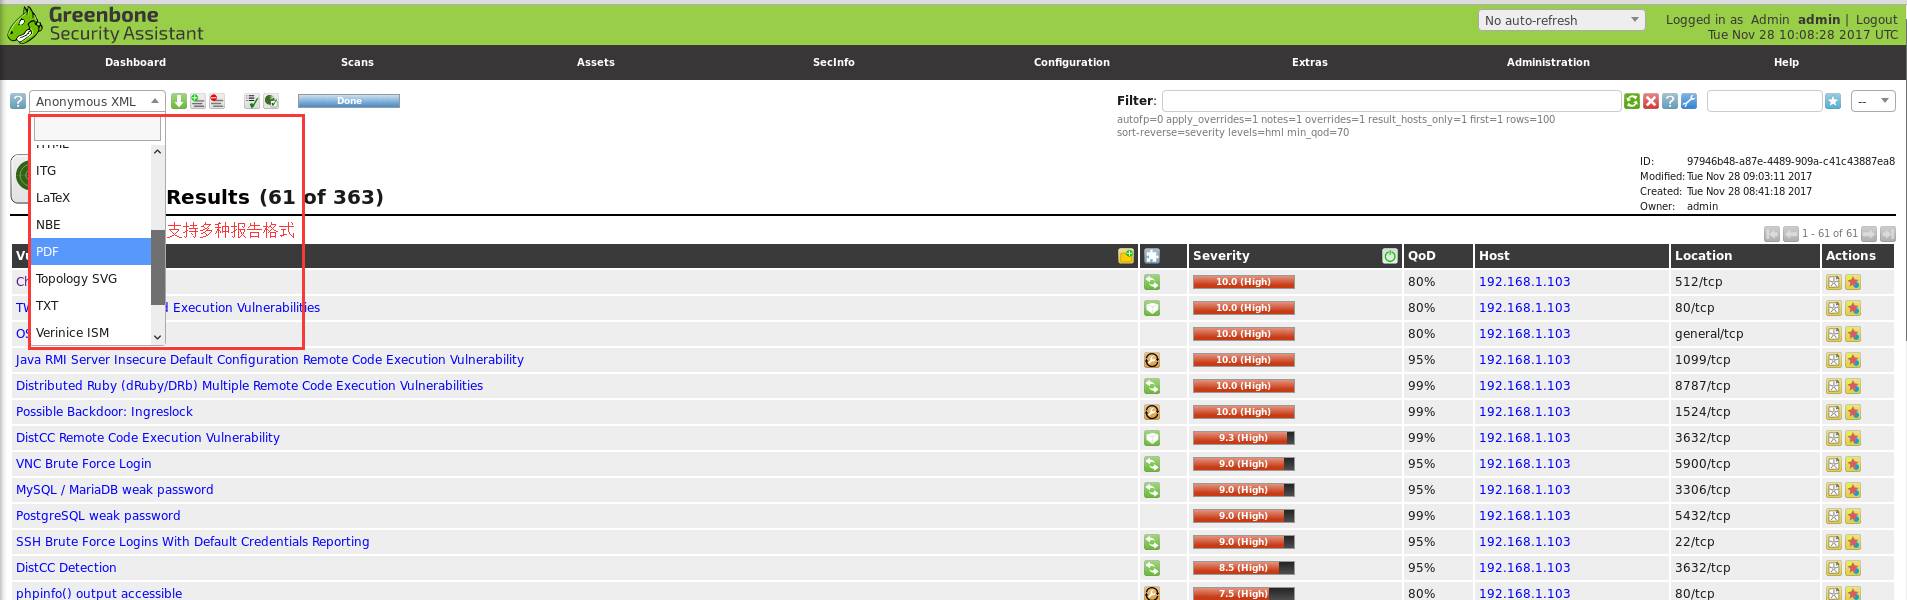 Greenbone
Security Assistant
No auto-refresh
Logged in as Admin admin | Logout
Tue Nov 28 10:08:28 2017 UTC
Dashboard Scans Assets SecInfo Configuration Extras Administration Help
? Anonymous XML Done Filter: ? --
autofp=0 apply_overrides=1 notes=1 overrides=1 result_hosts_only=1 first=1 rows=100
sort-reverse=severity levels=hml min_qod=70
HTML
ITG
LaTeX
NBE
PDF
Topology SVG
TXT
Verinice ISM
Results (61 of 363)
支持多种报告格式
ID: 97946b48-a87e-4489-909a-c41c43887ea8
Modified: Tue Nov 28 09:03:11 2017
Created: Tue Nov 28 08:41:18 2017
Owner: admin
1 - 61 of 61
Severity QoD Host Location Actions
10.0 (High) 80% 192.168.1.103 512/tcp
Execution Vulnerabilities 10.0 (High) 80% 192.168.1.103 80/tcp
10.0 (High) 80% 192.168.1.103 general/tcp
Java RMI Server Insecure Default Configuration Remote Code Execution Vulnerability 10.0 (High) 95% 192.168.1.103 1099/tcp
Distributed Ruby (dRuby/DRb) Multiple Remote Code Execution Vulnerabilities 10.0 (High) 99% 192.168.1.103 8787/tcp
Possible Backdoor: Ingreslock 10.0 (High) 99% 192.168.1.103 1524/tcp
DistCC Remote Code Execution Vulnerability 9.3 (High) 99% 192.168.1.103 3632/tcp
VNC Brute Force Login 9.0 (High) 95% 192.168.1.103 5900/tcp
MySQL / MariaDB weak password 9.0 (High) 95% 192.168.1.103 3306/tcp
PostgreSQL weak password 9.0 (High) 99% 192.168.1.103 5432/tcp
SSH Brute Force Logins With Default Credentials Reporting 9.0 (High) 95% 192.168.1.103 22/tcp
DistCC Detection 8.5 (High) 95% 192.168.1.103 3632/tcp
phpinfo() output accessible 7.5 (High) 80% 192.168.1.103 80/tcp